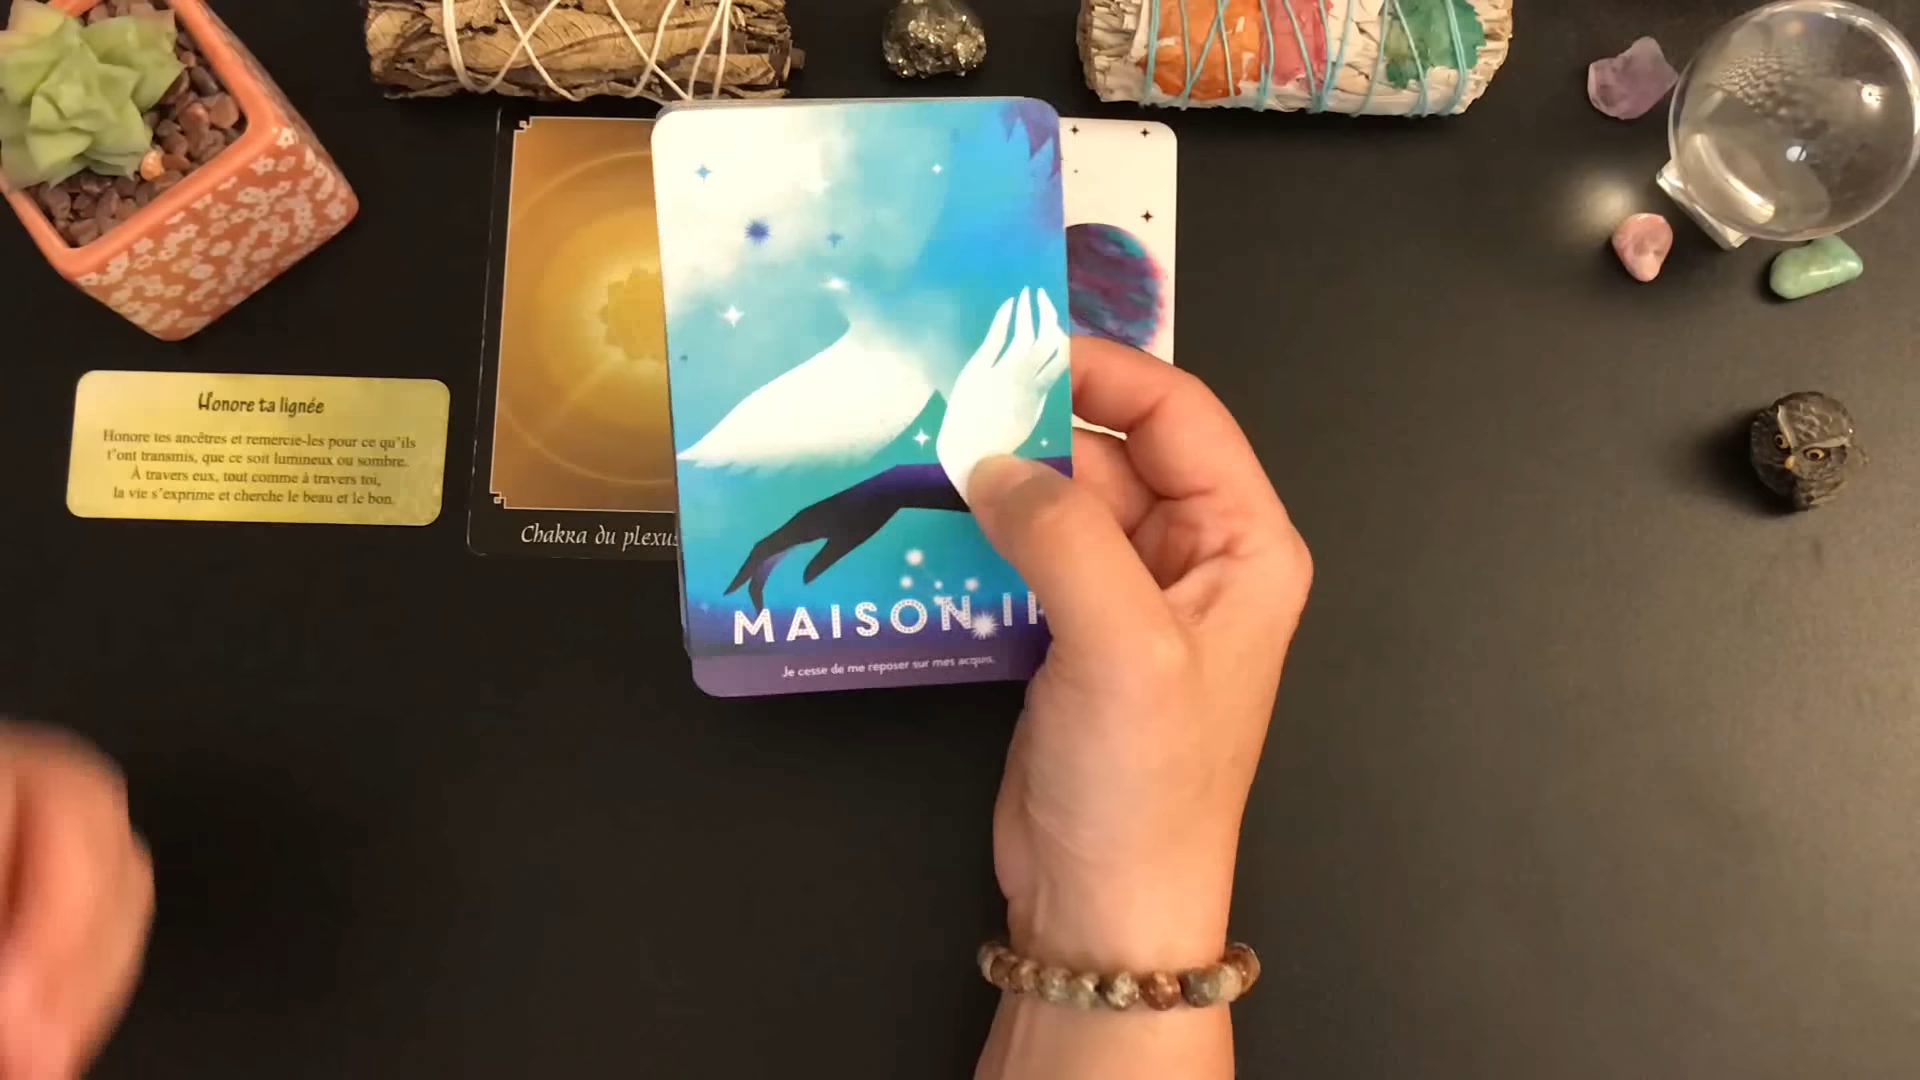 Honore ta lignée
Honore tes ancêtres et remercie-les pour ce qu'ils
t'ont transmis, que ce soit lumineux ou sombre.
À travers eux, tout comme à travers toi,
la vie s'exprime et cherche le beau et le bon.
Chakra du plexus
MAISON
Je cesse de me reposer sur mes acquis.